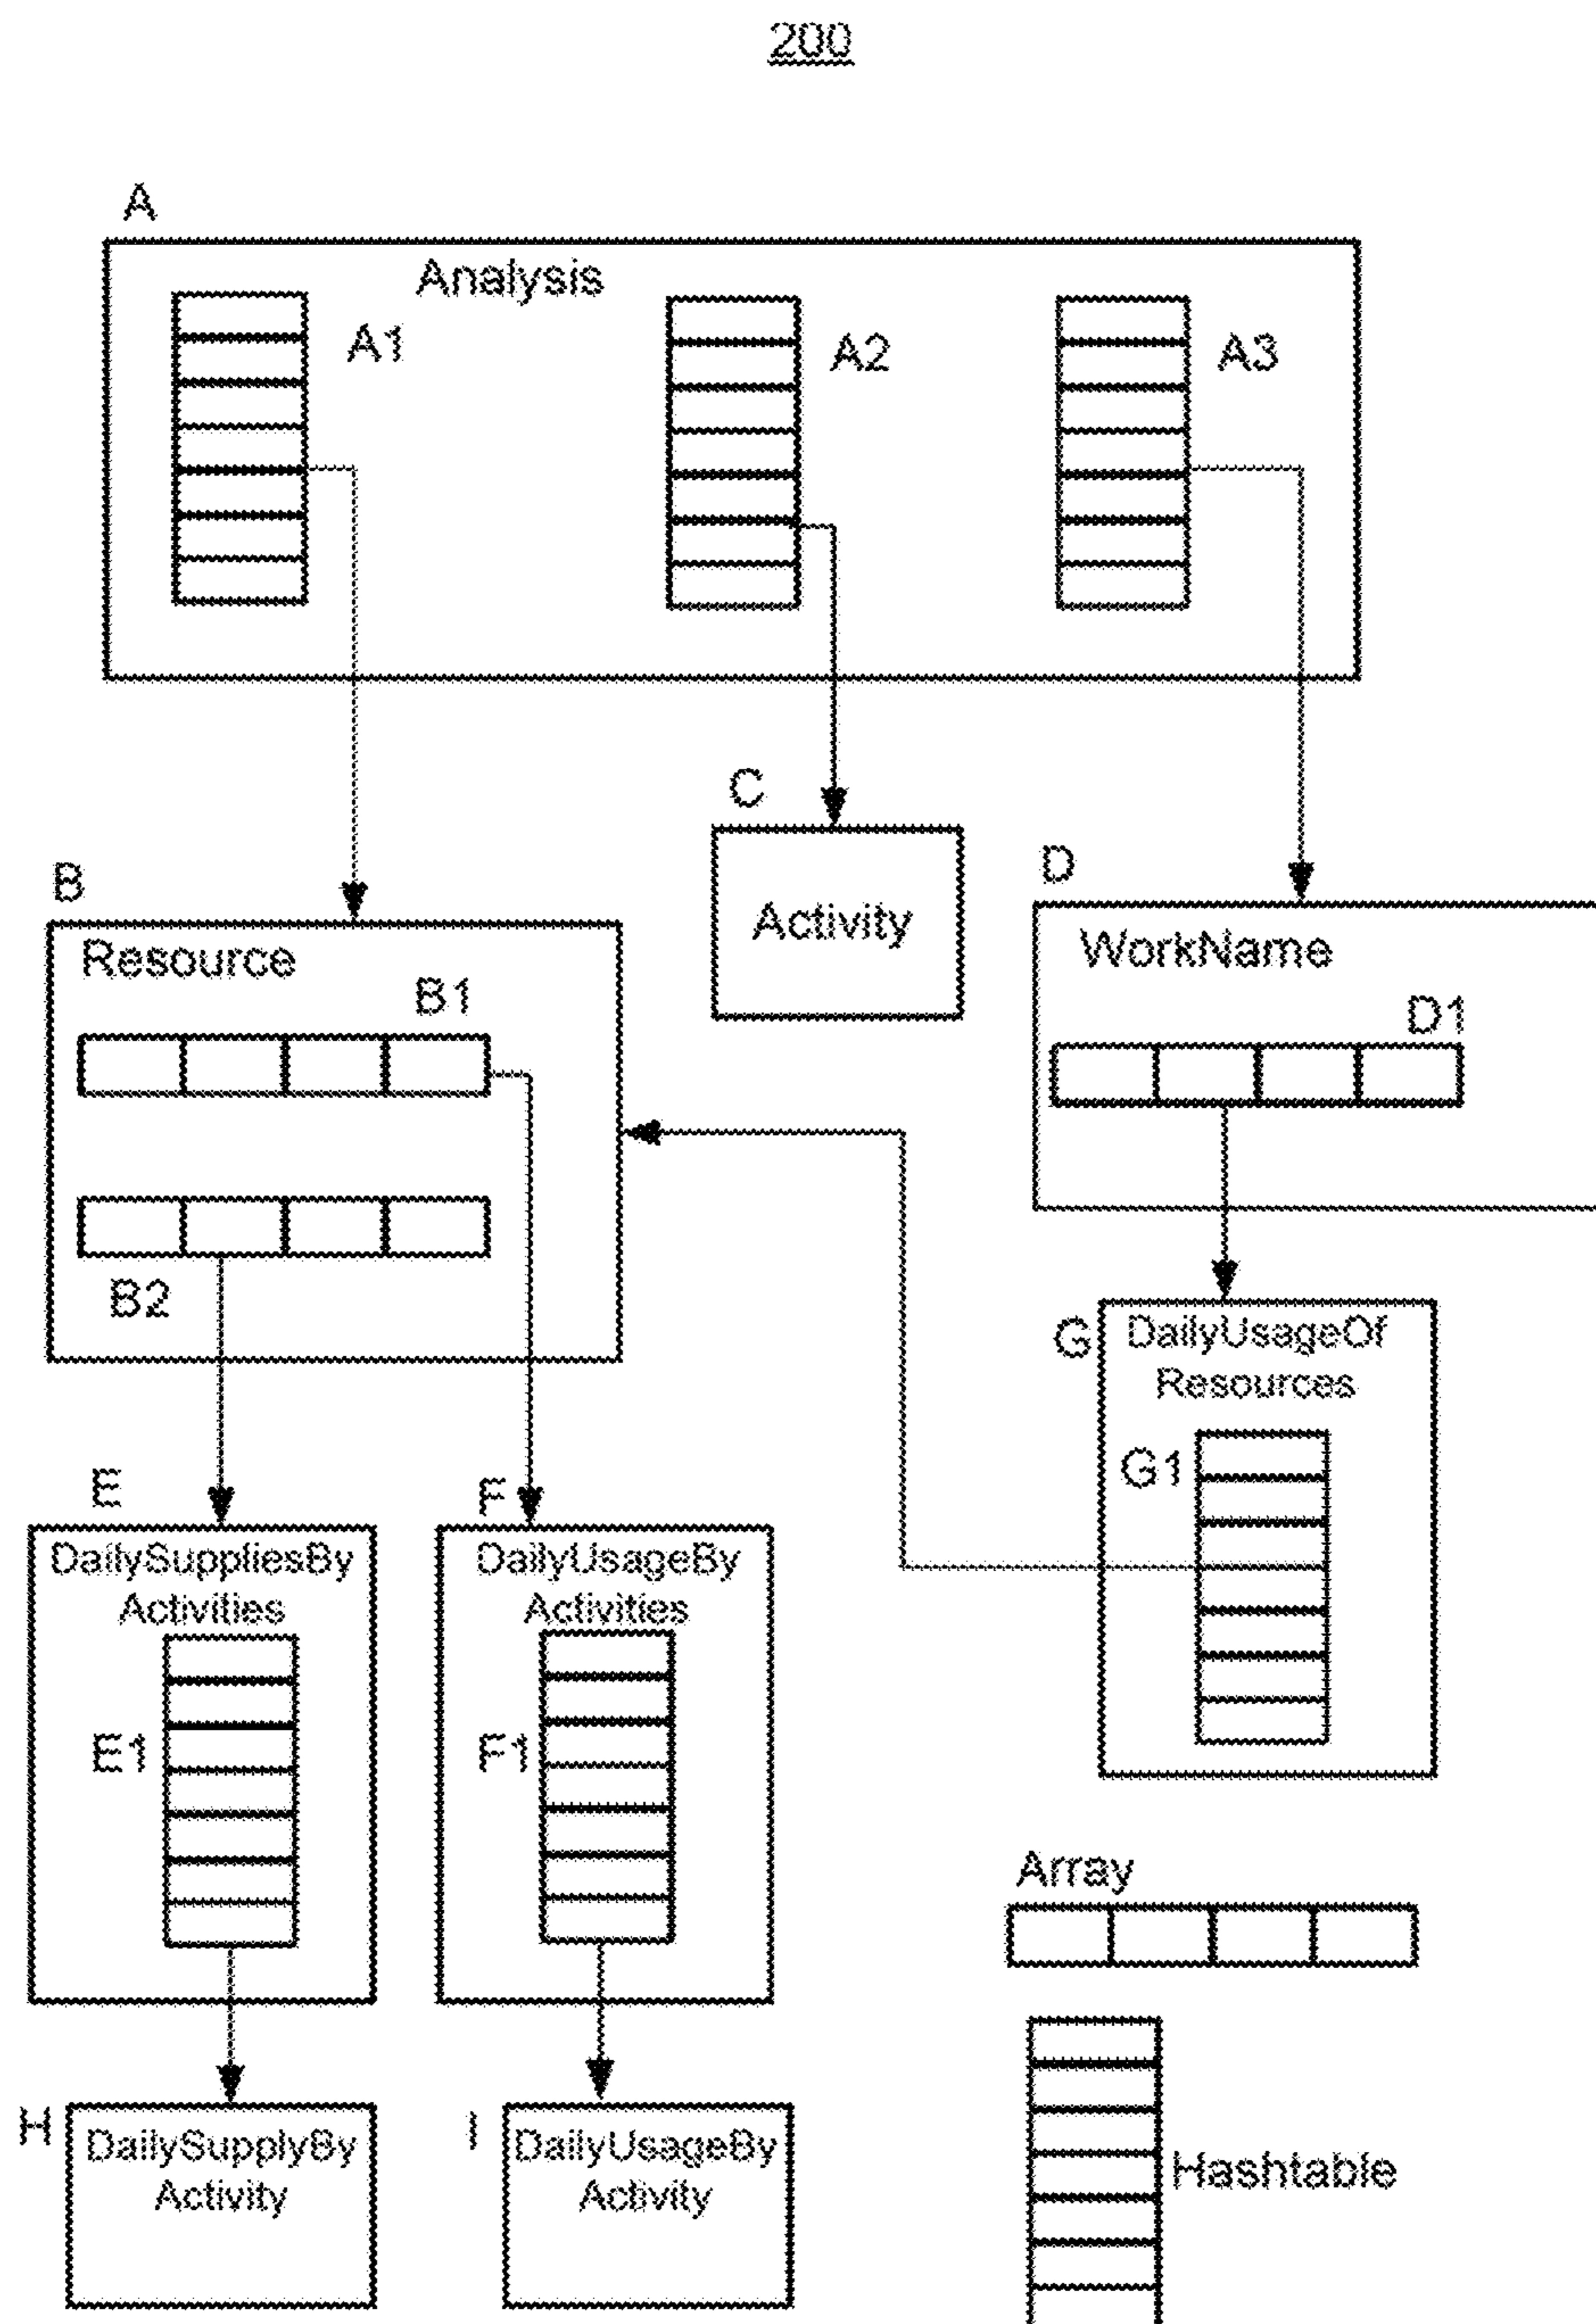 200
A
Analysis
A1
A2
A3
B
C
D
Resource
B1
Activity
WorkName
D1
B2
G
DailyUsageOf
Resources
G1
E
F
DailySuppliesBy
Activities
DailyUsageBy
Activities
E1
F1
Array
H
DailySupplyBy
Activity
I
DailyUsageBy
Activity
Hashtable